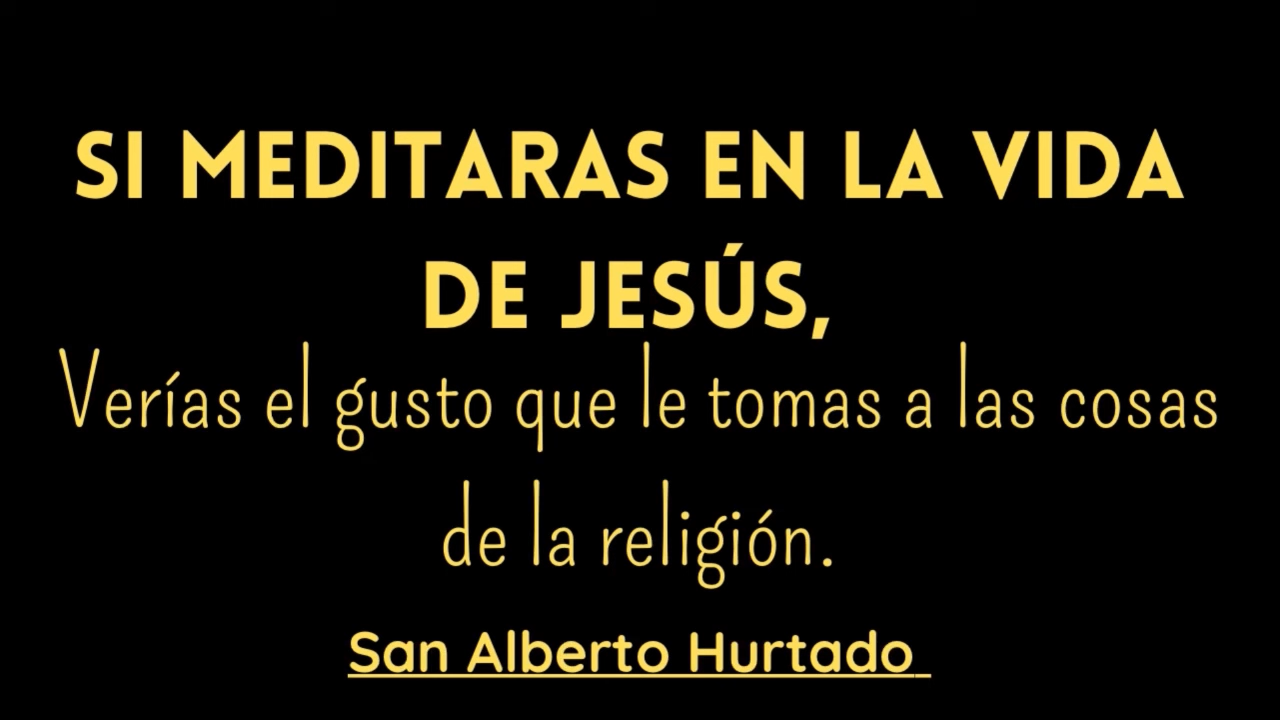 SI MEDITARAS EN LA VIDA
DE JESÚS,
Verías el gusto que le tomas a las cosas
de la religión.
San Alberto Hurtado